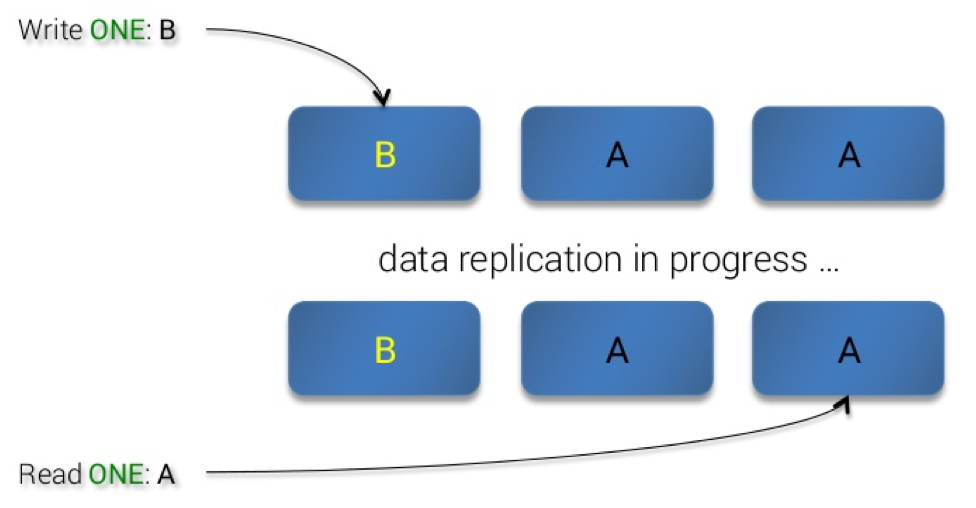 Write ONE: B
B A A
data replication in progress ...
B A A
Read ONE: A